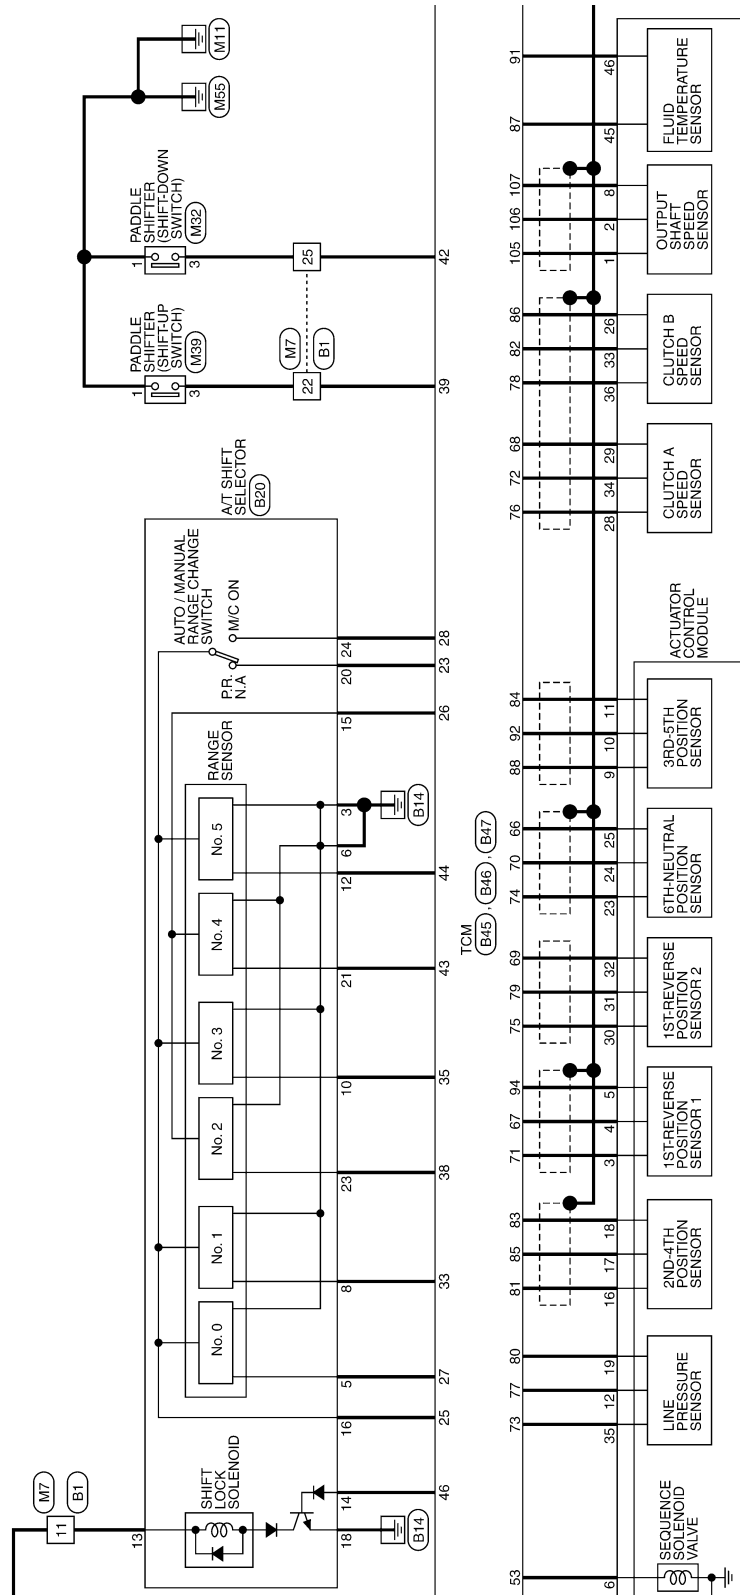 M7
B1
11
13
SHIFT
LOCK
SOLENOID
14
18
B14
46
16
25
RANGE
SENSOR
No. 0
No. 1
No. 2
No. 3
No. 4
No. 5
5
8
23
10
21
12
6
3
B14
15
20
24
27
33
38
35
43
44
26
23
28
AUTO / MANUAL
RANGE CHANGE
SWITCH
P.R.
N.A
M/C ON
A/T SHIFT
SELECTOR
B20
PADDLE
SHIFTER
(SHIFT-UP
SWITCH)
M39
1
3
PADDLE
SHIFTER
(SHIFT-DOWN
SWITCH)
M32
1
3
M7
B1
22
25
39
42
M55
M11
TCM
B45 , B46 , B47
53
73
77
80
81
85
83
71
67
94
75
79
69
74
70
66
88
92
84
76
72
68
78
82
86
105
106
107
87
91
6
35
12
19
16
17
18
3
4
5
30
31
32
23
24
25
9
10
11
28
34
29
36
33
26
1
2
8
45
46
SEQUENCE
SOLENOID
VALVE
LINE
PRESSURE
SENSOR
2ND-4TH
POSITION
SENSOR
1ST-REVERSE
POSITION
SENSOR 1
1ST-REVERSE
POSITION
SENSOR 2
6TH-NEUTRAL
POSITION
SENSOR
3RD-5TH
POSITION
SENSOR
ACTUATOR
CONTROL
MODULE
CLUTCH A
SPEED
SENSOR
CLUTCH B
SPEED
SENSOR
OUTPUT
SHAFT
SPEED
SENSOR
FLUID
TEMPERATURE
SENSOR